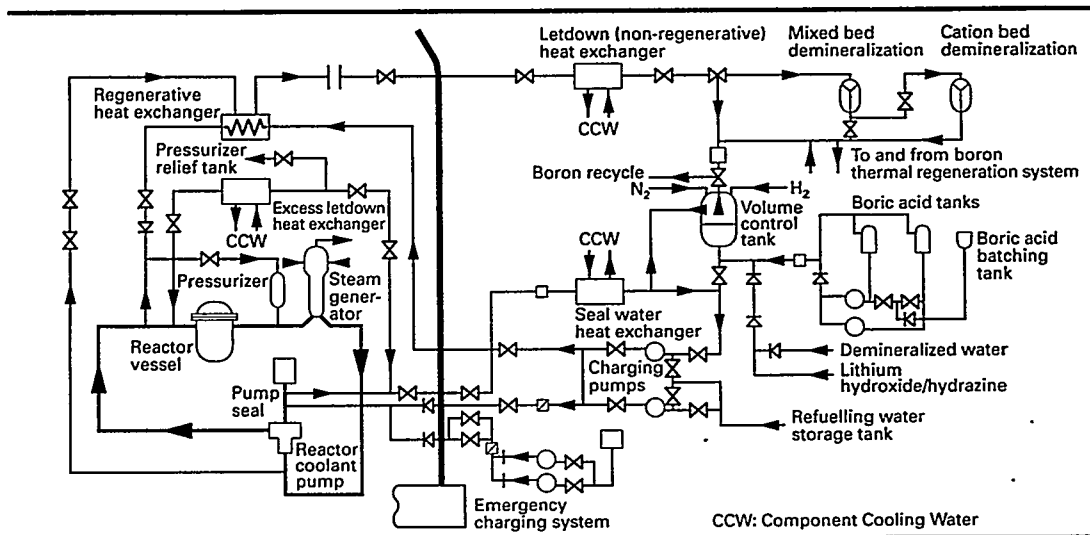 Letdown (non-regenerative)
heat exchanger
Mixed bed
demineralization
Cation bed
demineralization
Regenerative
heat exchanger
CCW
Pressurizer
relief tank
To and from boron
thermal regeneration system
Boron recycle
N₂
H₂
Volume
control
tank
Boric acid tanks
Excess letdown
heat exchanger
CCW
CCW
Boric acid
batching
tank
Pressurizer
Steam
gener-
ator
Seal water
heat exchanger
Reactor
vessel
Charging
pumps
Demineralized water
Lithium
hydroxide/hydrazine
Pump
seal
Refuelling water
storage tank
Reactor
coolant
pump
Emergency
charging system
CCW: Component Cooling Water